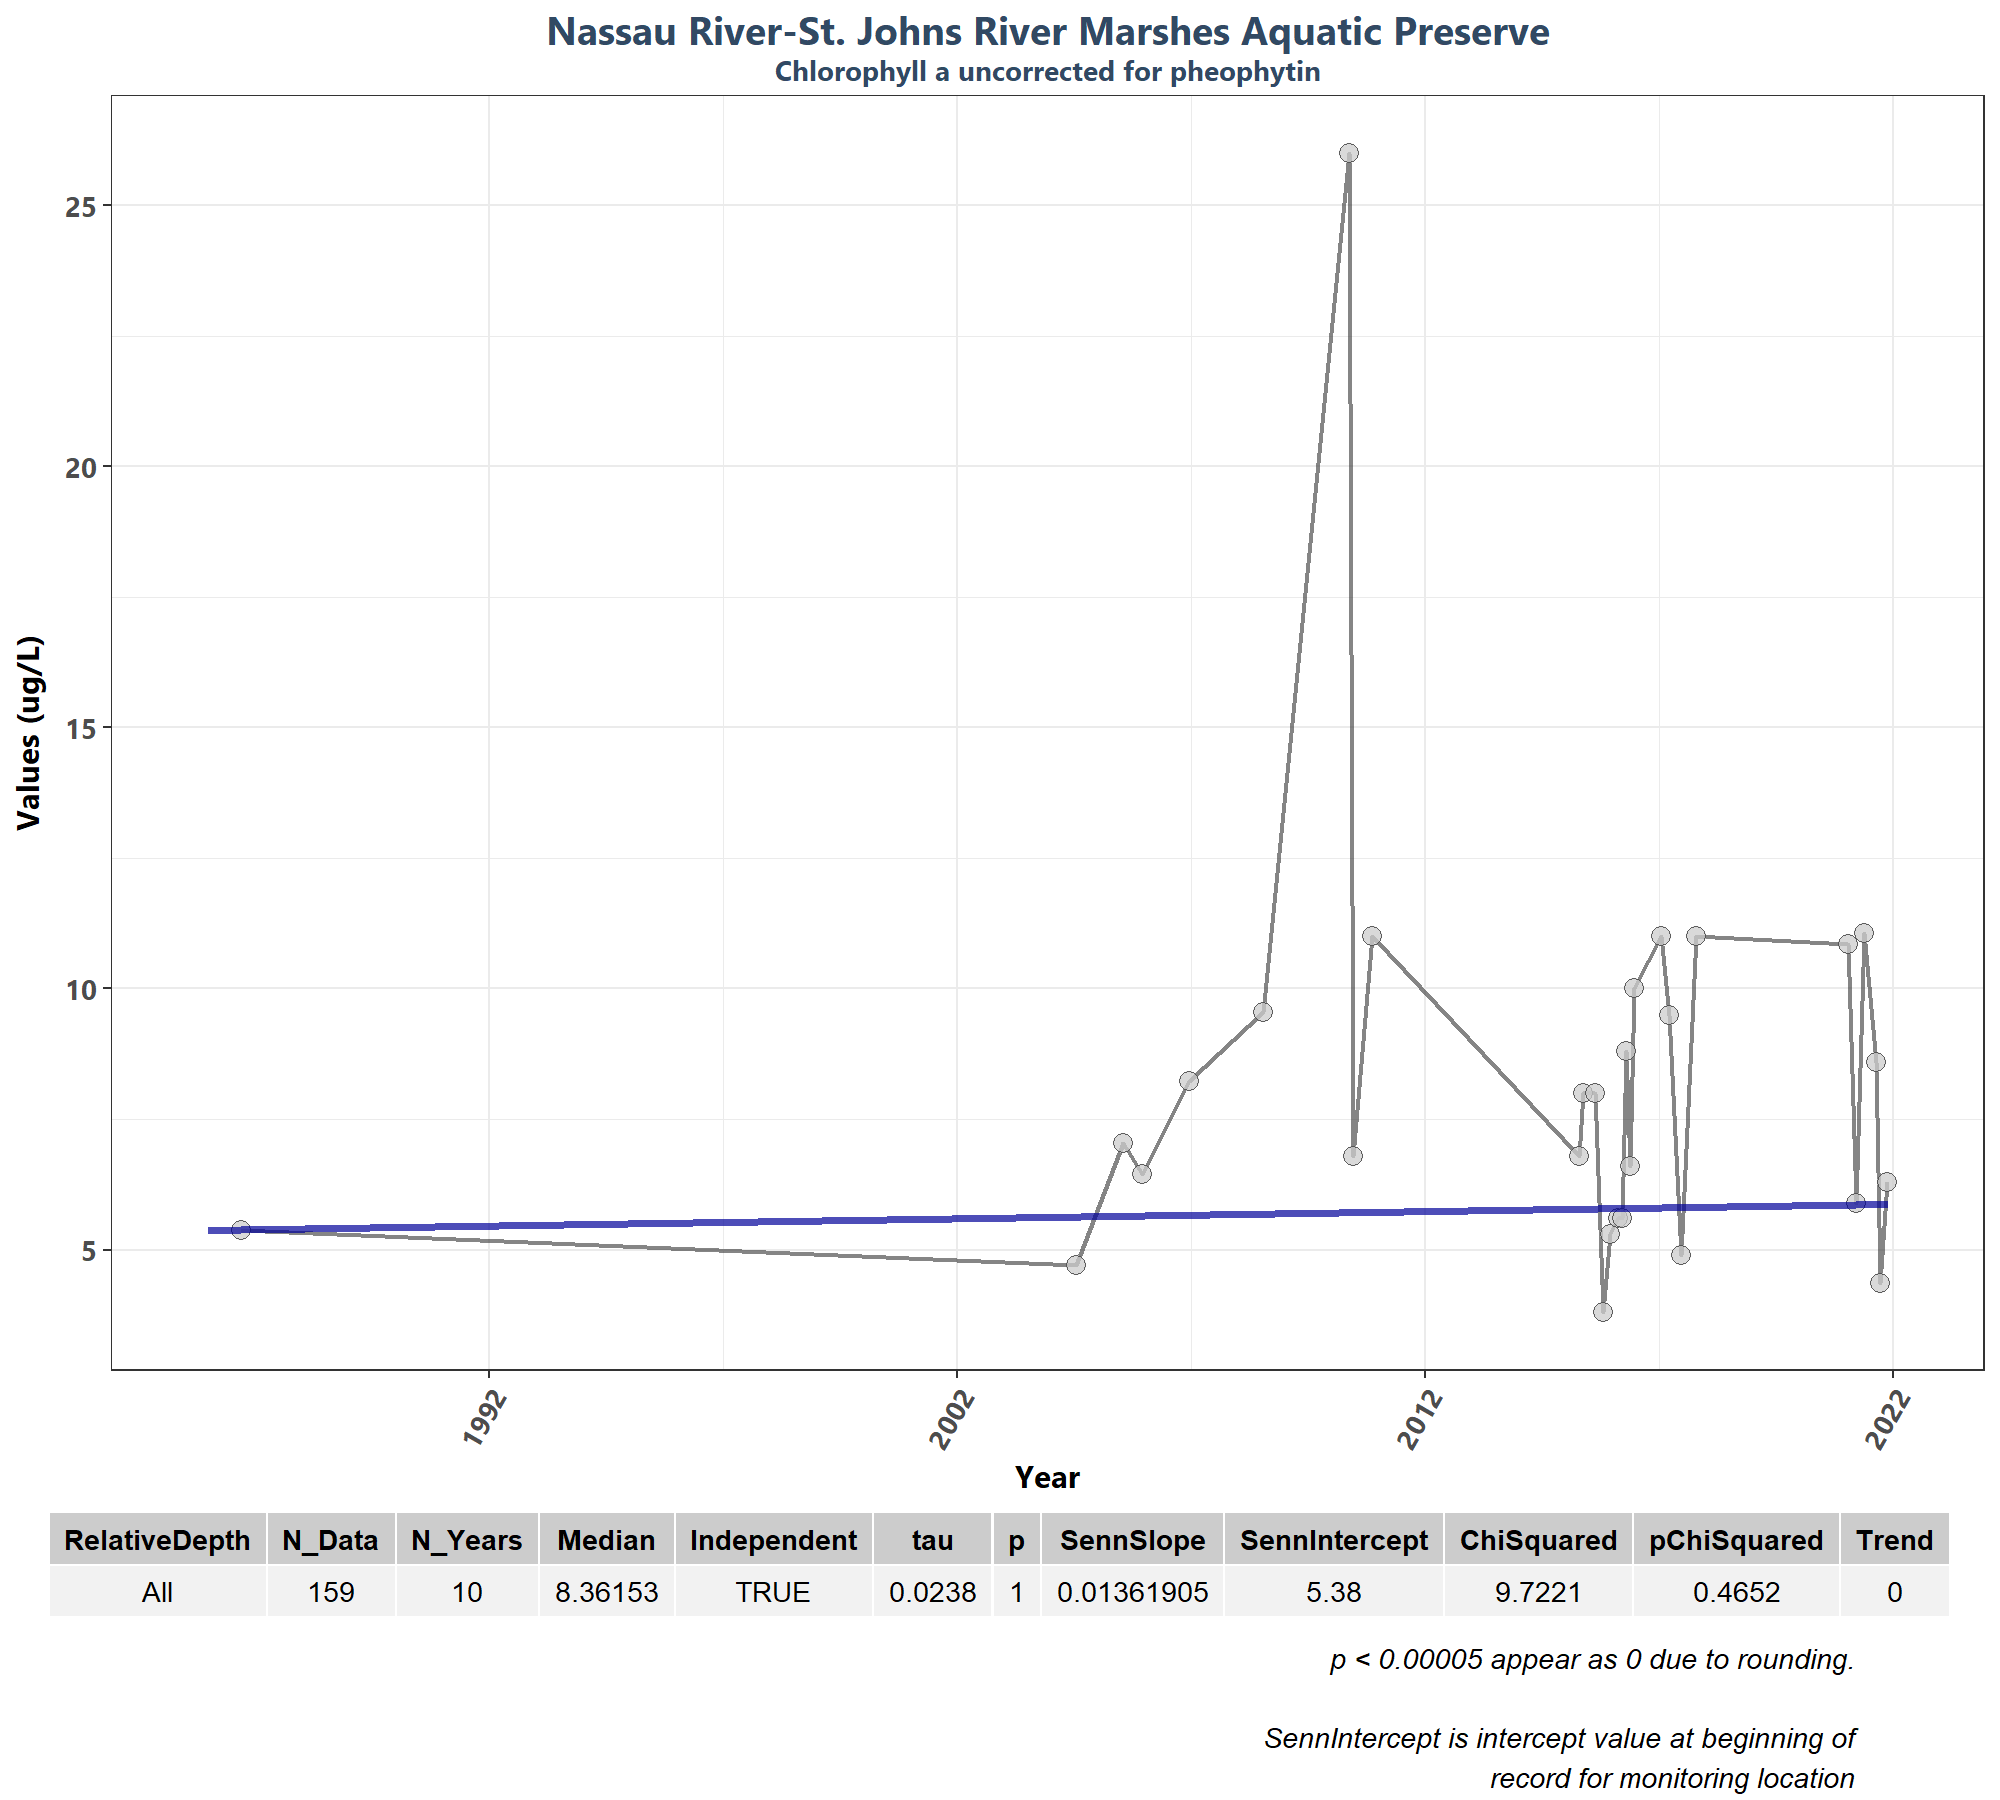 Nassau River-St. Johns River Marshes Aquatic Preserve
Chlorophyll a uncorrected for pheophytin
Values (ug/L)
25
20
15
10
5
1992
2002
2012
2022
Year
RelativeDepth N_Data N_Years Median Independent tau p SennSlope SennIntercept ChiSquared pChiSquared Trend
All 159 10 8.36153 TRUE 0.0238 1 0.01361905 5.38 9.7221 0.4652 0
p < 0.00005 appear as 0 due to rounding.
SennIntercept is intercept value at beginning of
record for monitoring location